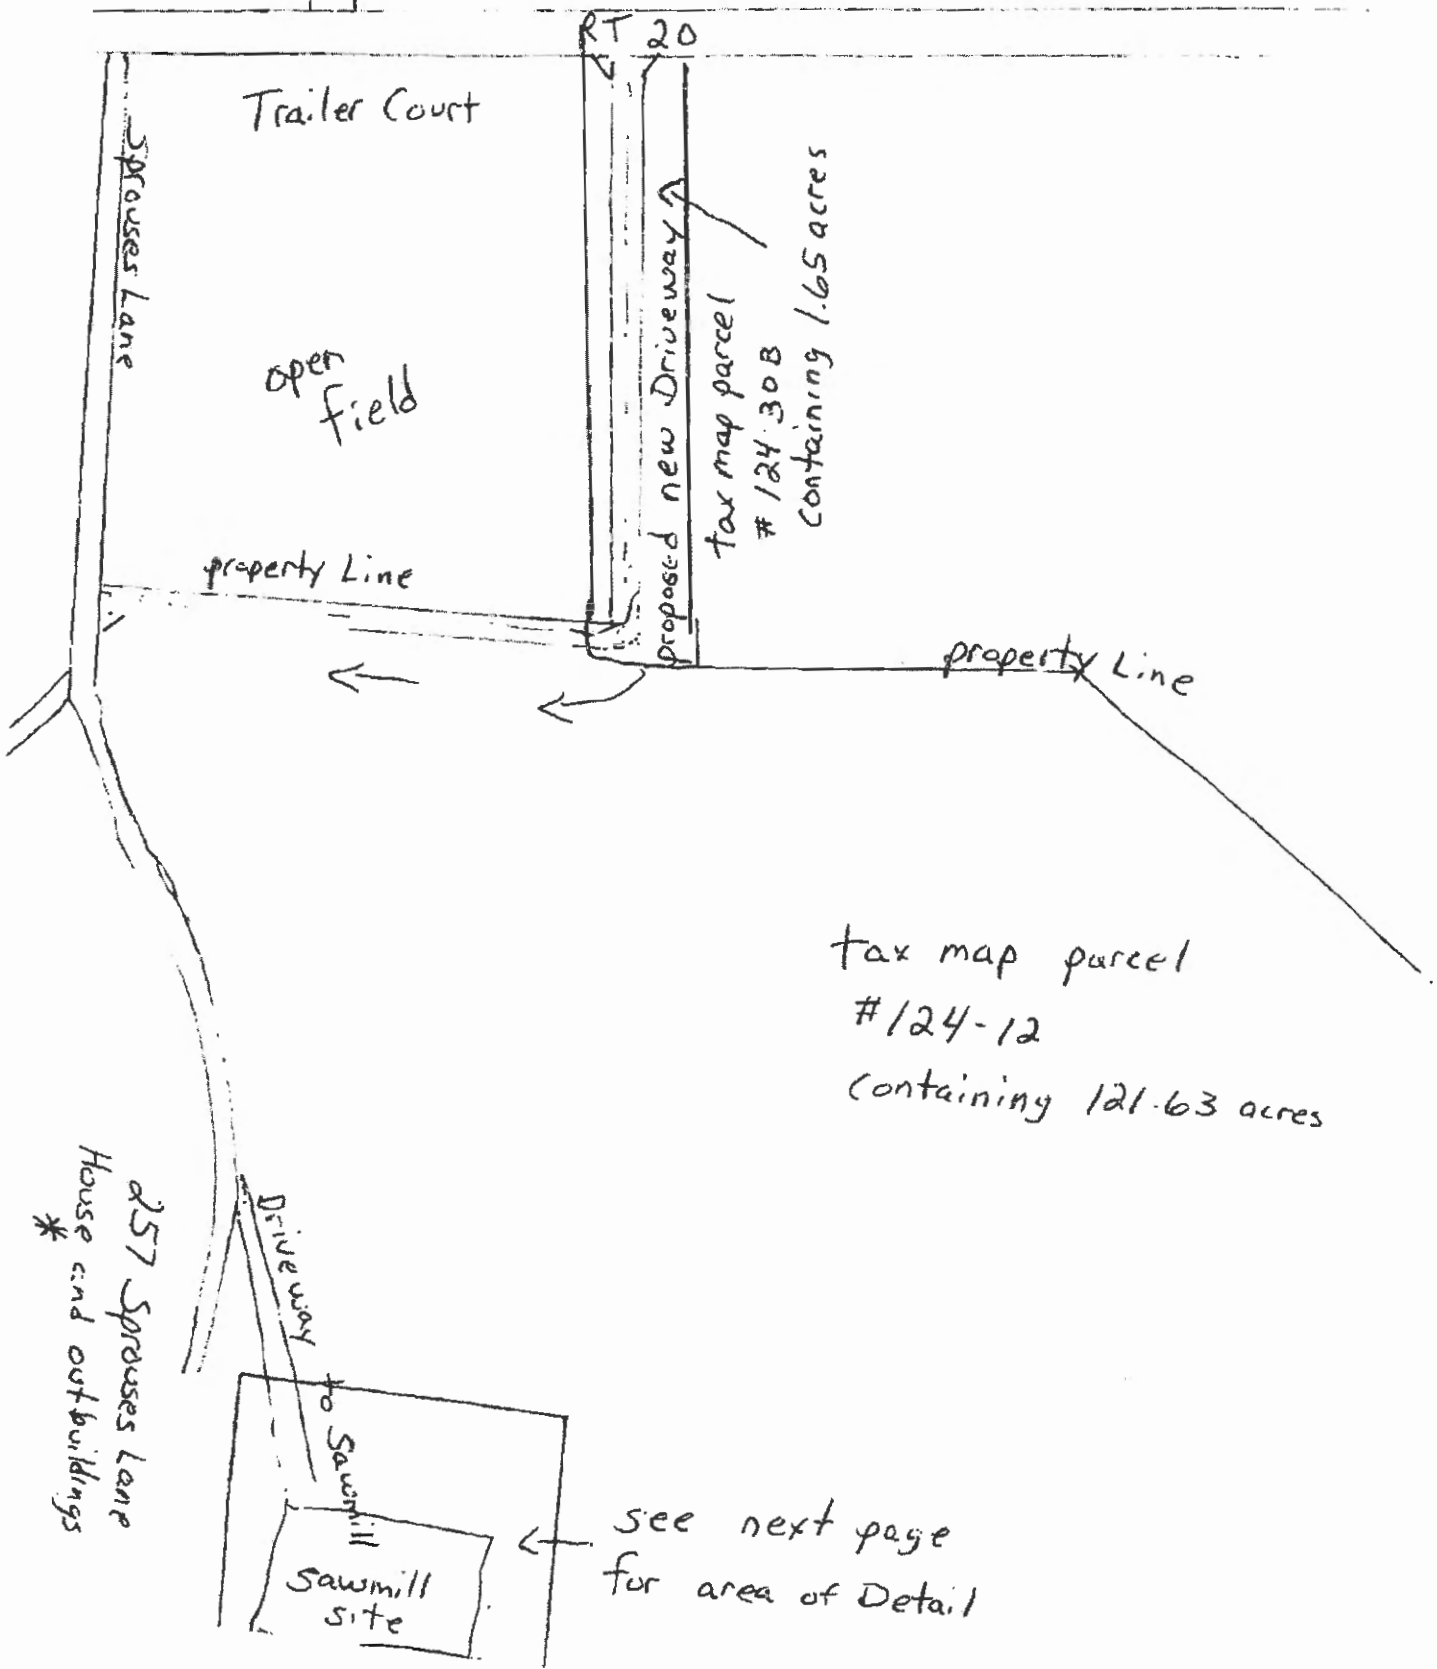 RT 20
Trailer Court
Sprouses Lane
open
field
proposed new Driveway
tax map parcel
#124-30B
containing 1.65 acres
property Line
property Line
tax map parcel
#124-12
containing 121.63 acres
257 Sprouses Lane
House and outbuildings
*
Driveway to Sawmill
see next page
for area of Detail
Sawmill
site